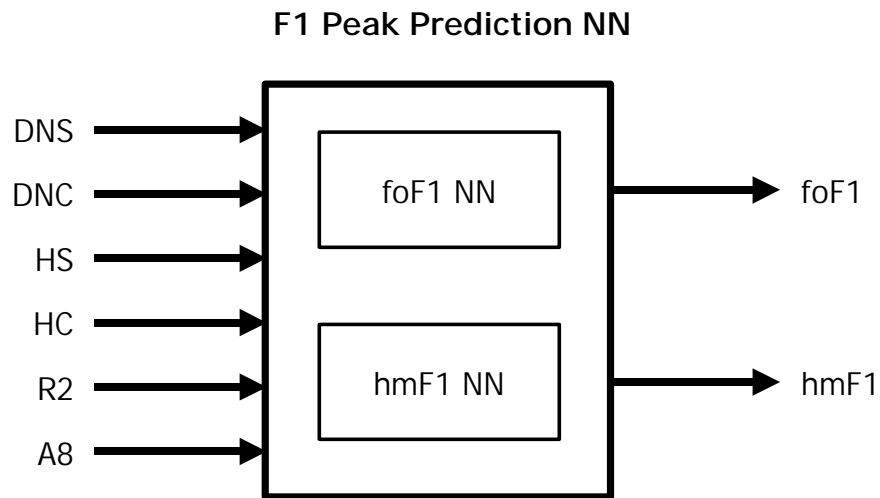 F1 Peak Prediction NN
DNS
DNC
HS
HC
R2
A8
foF1 NN
hmF1 NN
foF1
hmF1